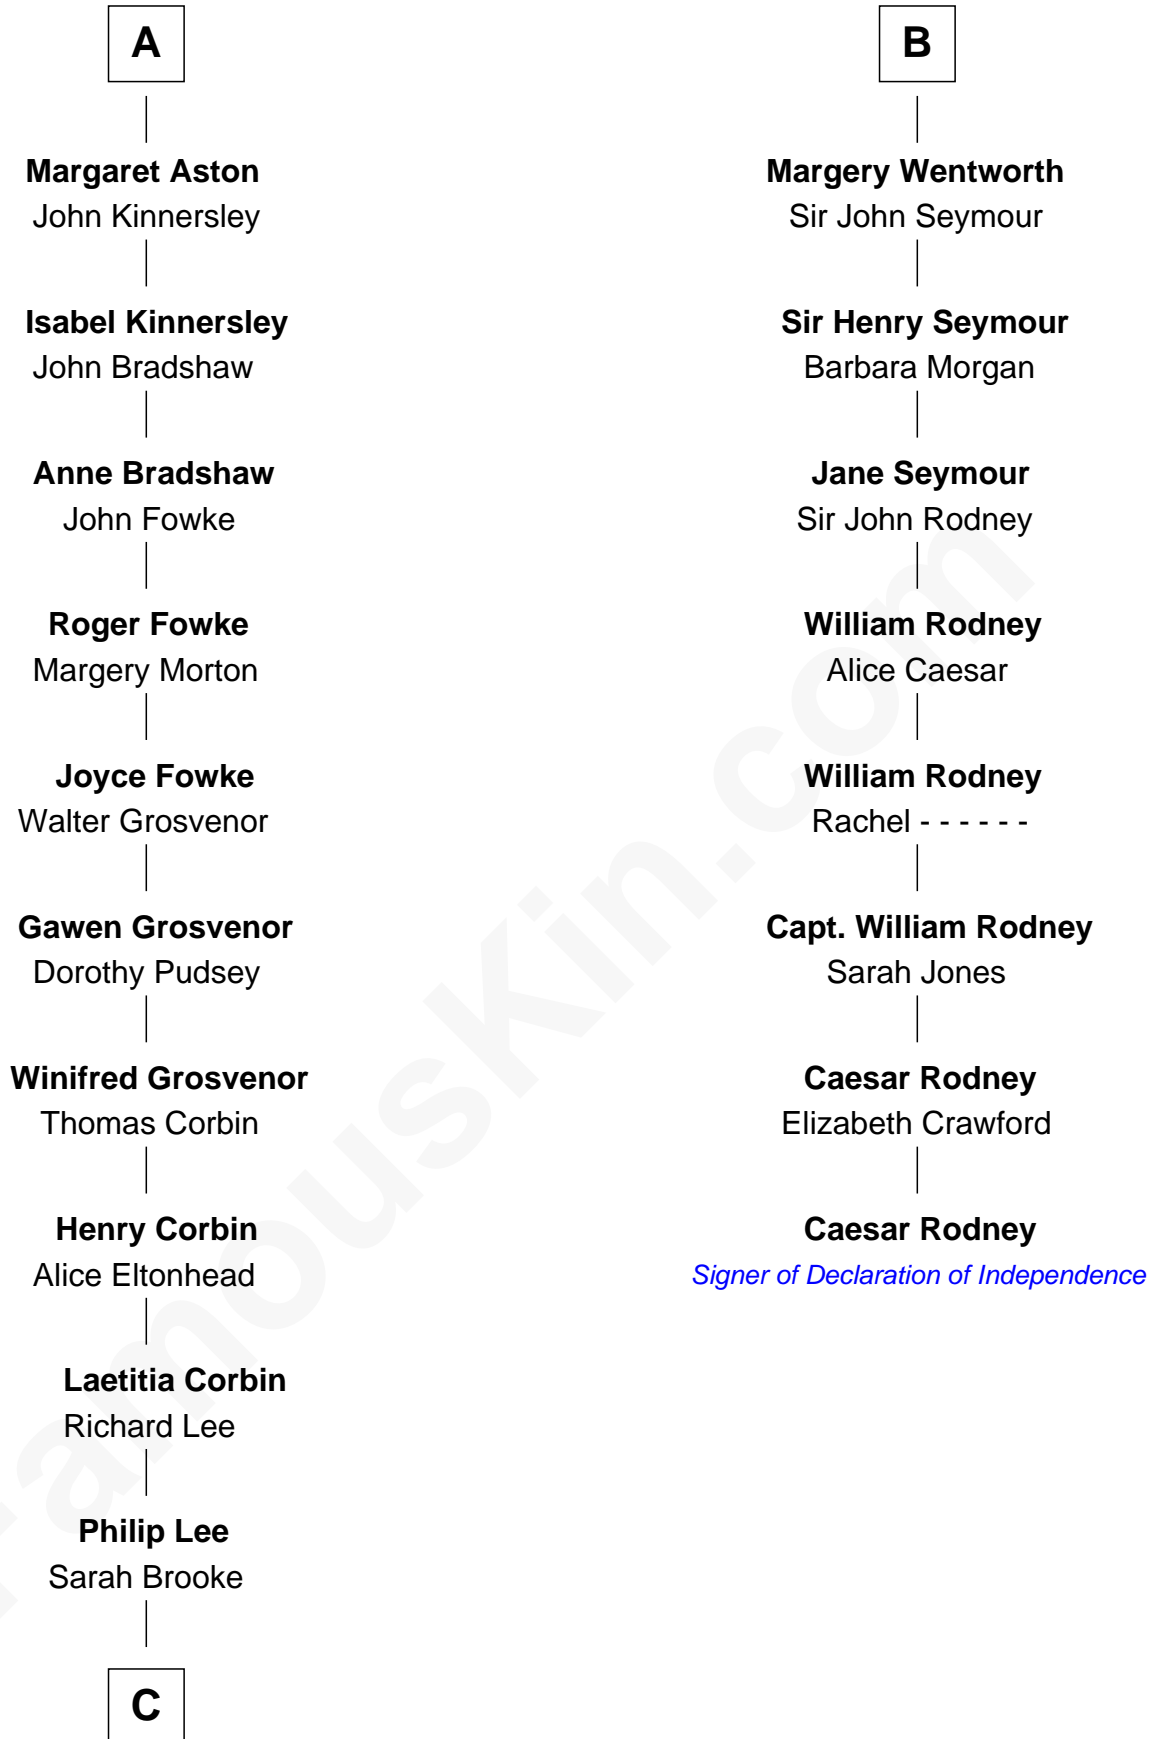 A
Margaret Aston
John Kinnersley
Isabel Kinnersley
John Bradshaw
Anne Bradshaw
John Fowke
Roger Fowke
Margery Morton
Joyce Fowke
Walter Grosvenor
Gawen Grosvenor
Dorothy Pudsey
Winifred Grosvenor
Thomas Corbin
Henry Corbin
Alice Eltonhead
Laetitia Corbin
Richard Lee
Philip Lee
Sarah Brooke
C
B
Margery Wentworth
Sir John Seymour
Sir Henry Seymour
Barbara Morgan
Jane Seymour
Sir John Rodney
William Rodney
Alice Caesar
William Rodney
Rachel - - - - - -
Capt. William Rodney
Sarah Jones
Caesar Rodney
Elizabeth Crawford
Caesar Rodney
Signer of Declaration of Independence
FamousKin.com